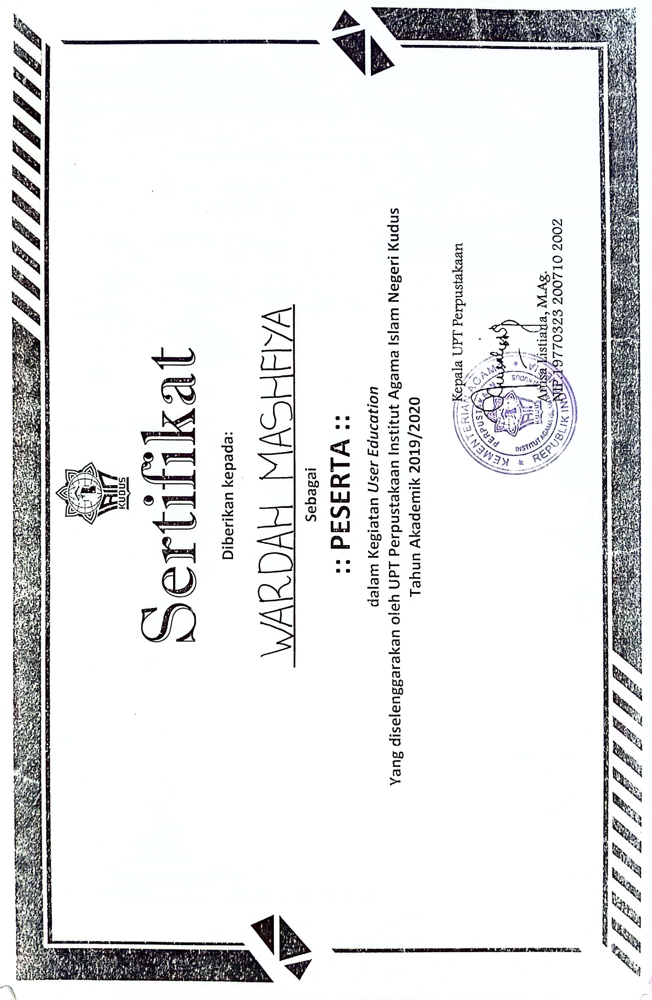 KUDUS
Sertifikat
Diberikan kepada:
WARDAH MASHFIYA
Sebagai
:: PESERTA ::
dalam Kegiatan User Education
Yang diselenggarakan oleh UPT Perpustakaan Institut Agama Islam Negeri Kudus
Tahun Akademik 2019/2020
Kepala UPT Perpustakaan
KEMENTERIAN AGAMA
PERPUSTAKAAN
KUDUS
INSTITUT AGAMA ISLAM KUDUS
REPUBLIK INDONESIA
Anisa Listiana, M.Ag.
NIP. 19770323 200710 2002